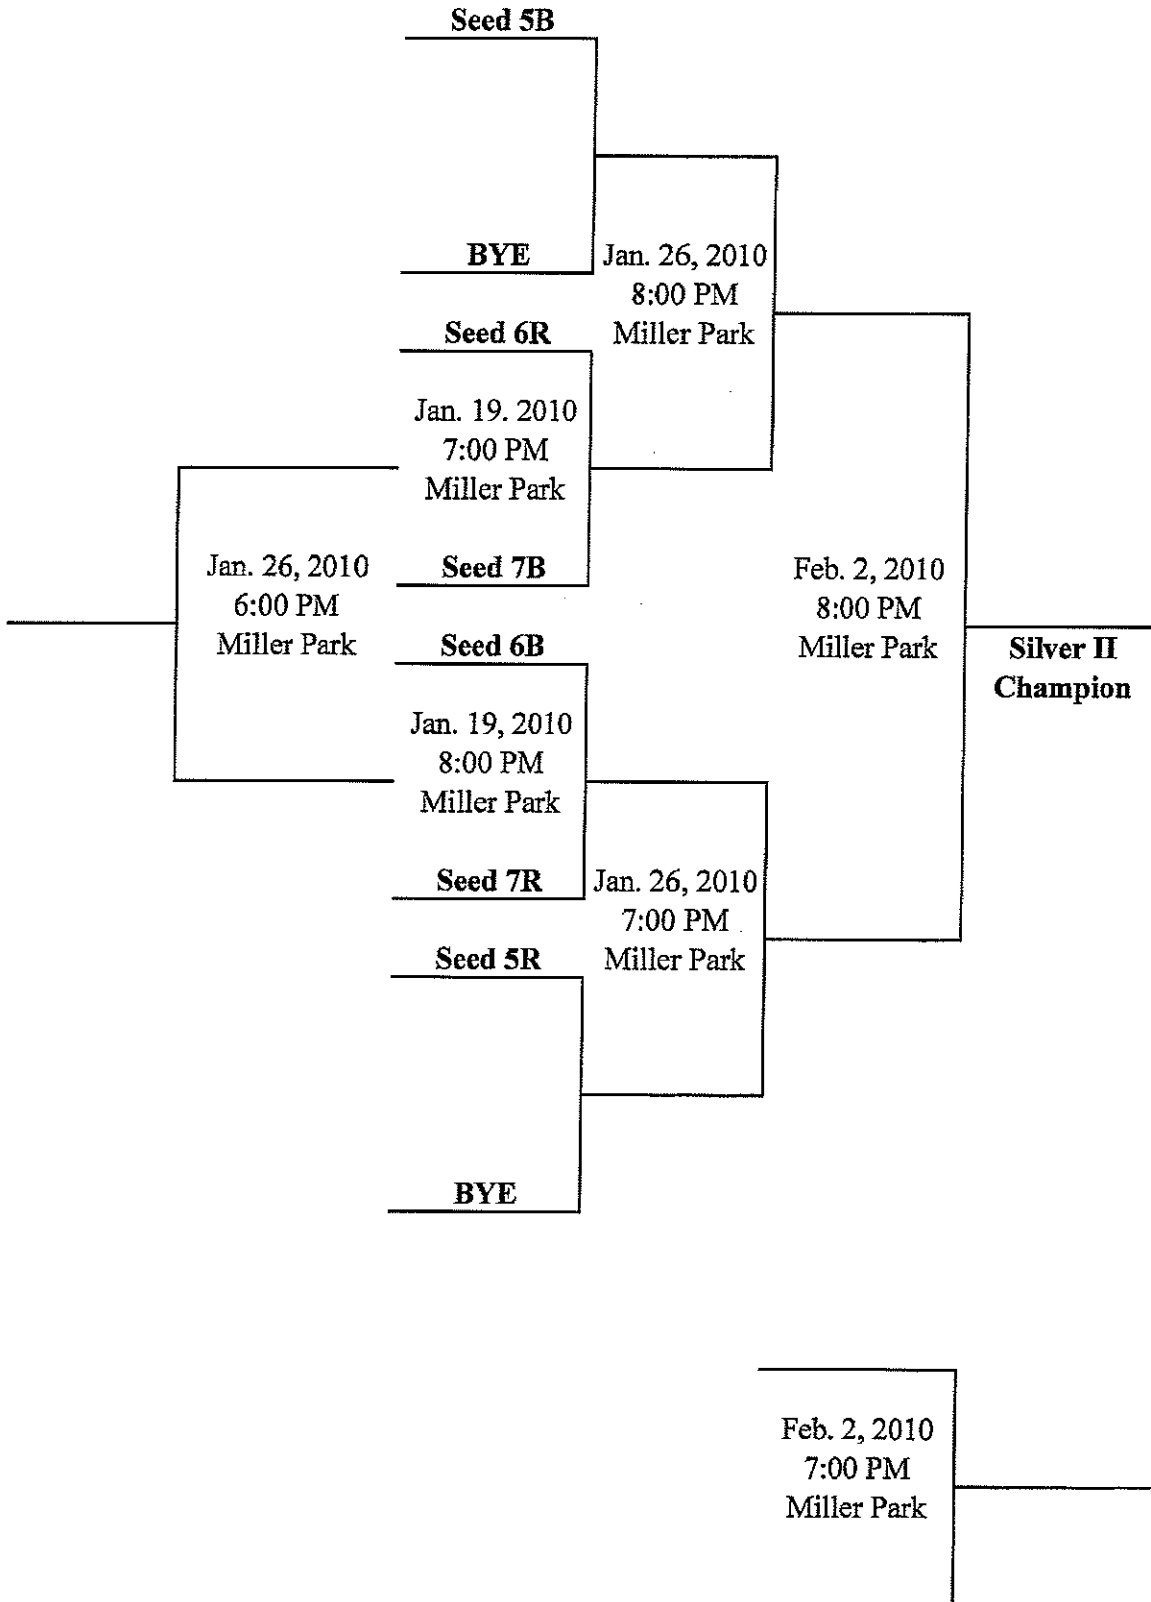 Seed 5B
BYE
Jan. 26, 2010
8:00 PM
Miller Park
Seed 6R
Jan. 19. 2010
7:00 PM
Miller Park
Seed 7B
Jan. 26, 2010
6:00 PM
Miller Park
Feb. 2, 2010
8:00 PM
Miller Park
Silver II
Champion
Seed 6B
Jan. 19, 2010
8:00 PM
Miller Park
Seed 7R
Jan. 26, 2010
7:00 PM
Miller Park
Seed 5R
BYE
Feb. 2, 2010
7:00 PM
Miller Park